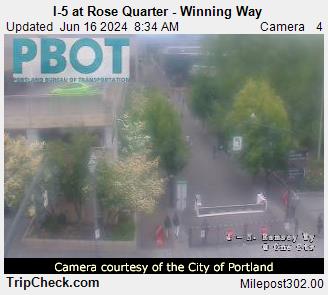 I-5 at Rose Quarter - Winning Way
Updated Jun 16 2024 8:34 AM Camera 4
PBOT
PORTLAND BUREAU OF TRANSPORTATION
Camera courtesy of the City of Portland
TripCheck.com Milepost302.00